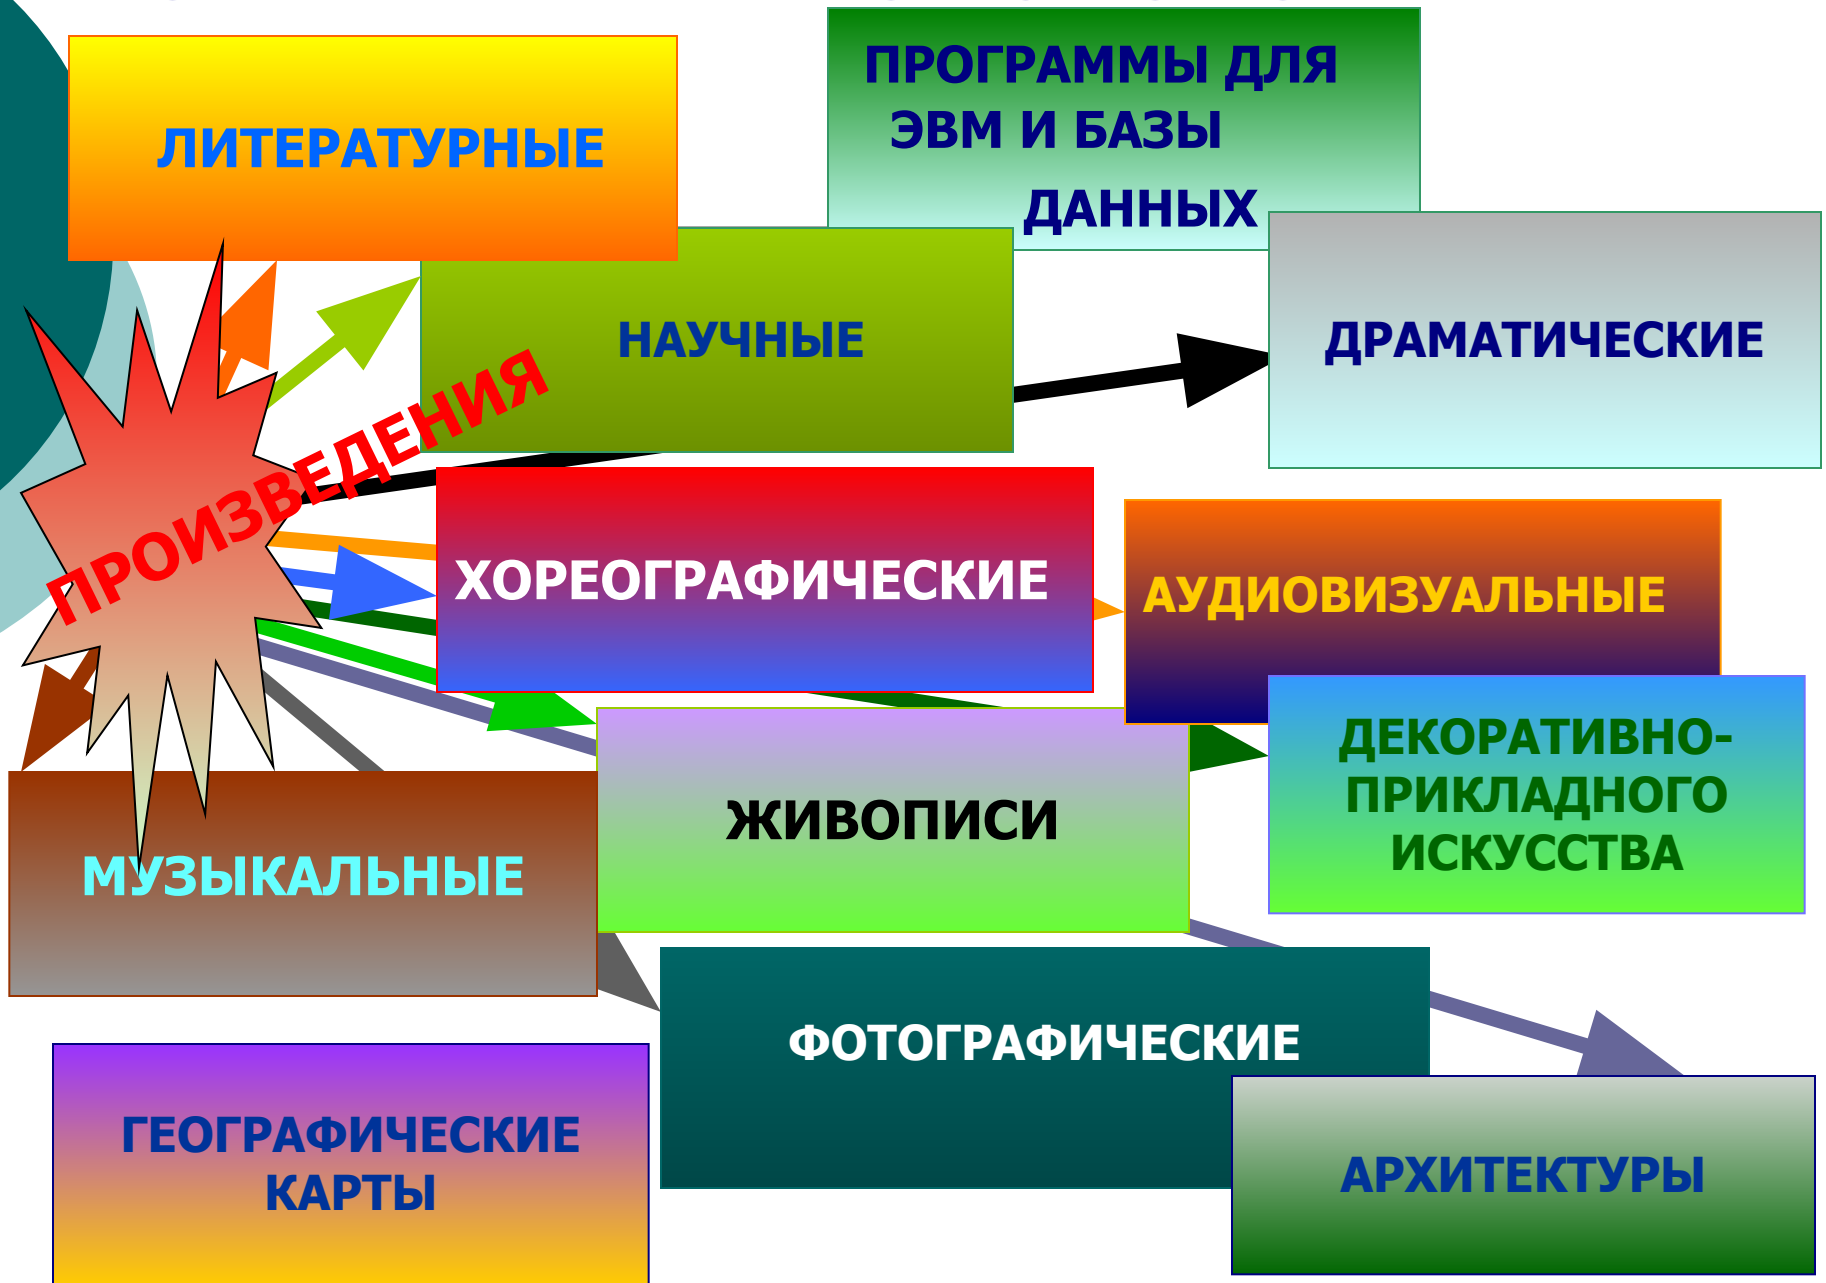 ПРОГРАММЫ ДЛЯ
ЭВМ И БАЗЫ
ДАННЫХ
ЛИТЕРАТУРНЫЕ
НАУЧНЫЕ
ДРАМАТИЧЕСКИЕ
ПРОИЗВЕДЕНИЯ
ХОРЕОГРАФИЧЕСКИЕ
АУДИОВИЗУАЛЬНЫЕ
ДЕКОРАТИВНО-
ПРИКЛАДНОГО
ИСКУССТВА
ЖИВОПИСИ
МУЗЫКАЛЬНЫЕ
ФОТОГРАФИЧЕСКИЕ
ГЕОГРАФИЧЕСКИЕ
КАРТЫ
АРХИТЕКТУРЫ